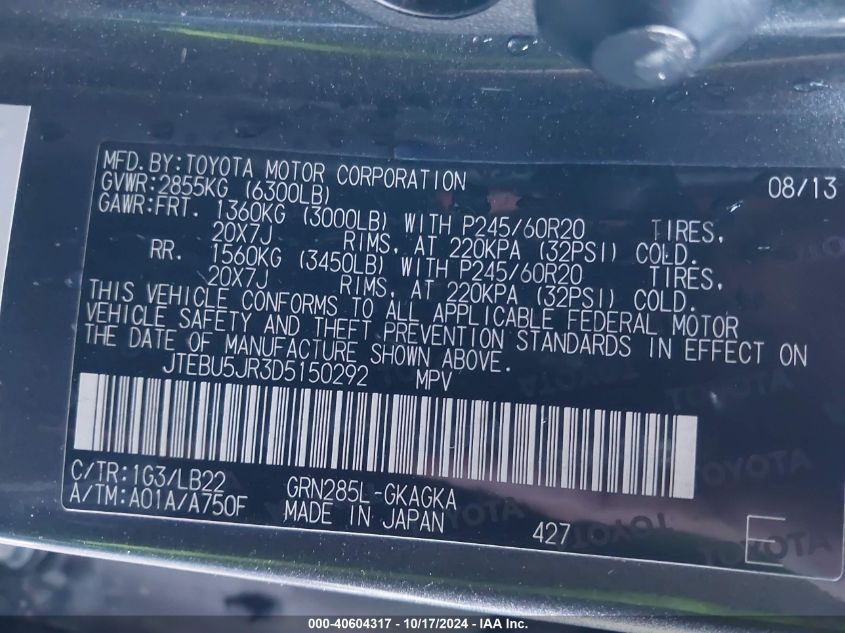 MFD. BY: TOYOTA MOTOR CORPORATION 08/13
GVWR: 2855KG (6300LB)
GAWR: FRT. 1360KG (3000LB) WITH P245/60R20 TIRES,
20X7J RIMS, AT 220KPA (32PSI) COLD.
RR. 1560KG (3450LB) WITH P245/60R20 TIRES,
20X7J RIMS, AT 220KPA (32PSI) COLD.
THIS VEHICLE CONFORMS TO ALL APPLICABLE FEDERAL MOTOR
VEHICLE SAFETY AND THEFT PREVENTION STANDARDS IN EFFECT ON
THE DATE OF MANUFACTURE SHOWN ABOVE.
JTEBU5JR3D5150292 MPV
C/TR: 1G3/LB22 GRN285L-GKAGKA
A/TM: A01A/A750F MADE IN JAPAN 427 E
TOYOTA
000-40604317 - 10/17/2024 - IAA Inc.